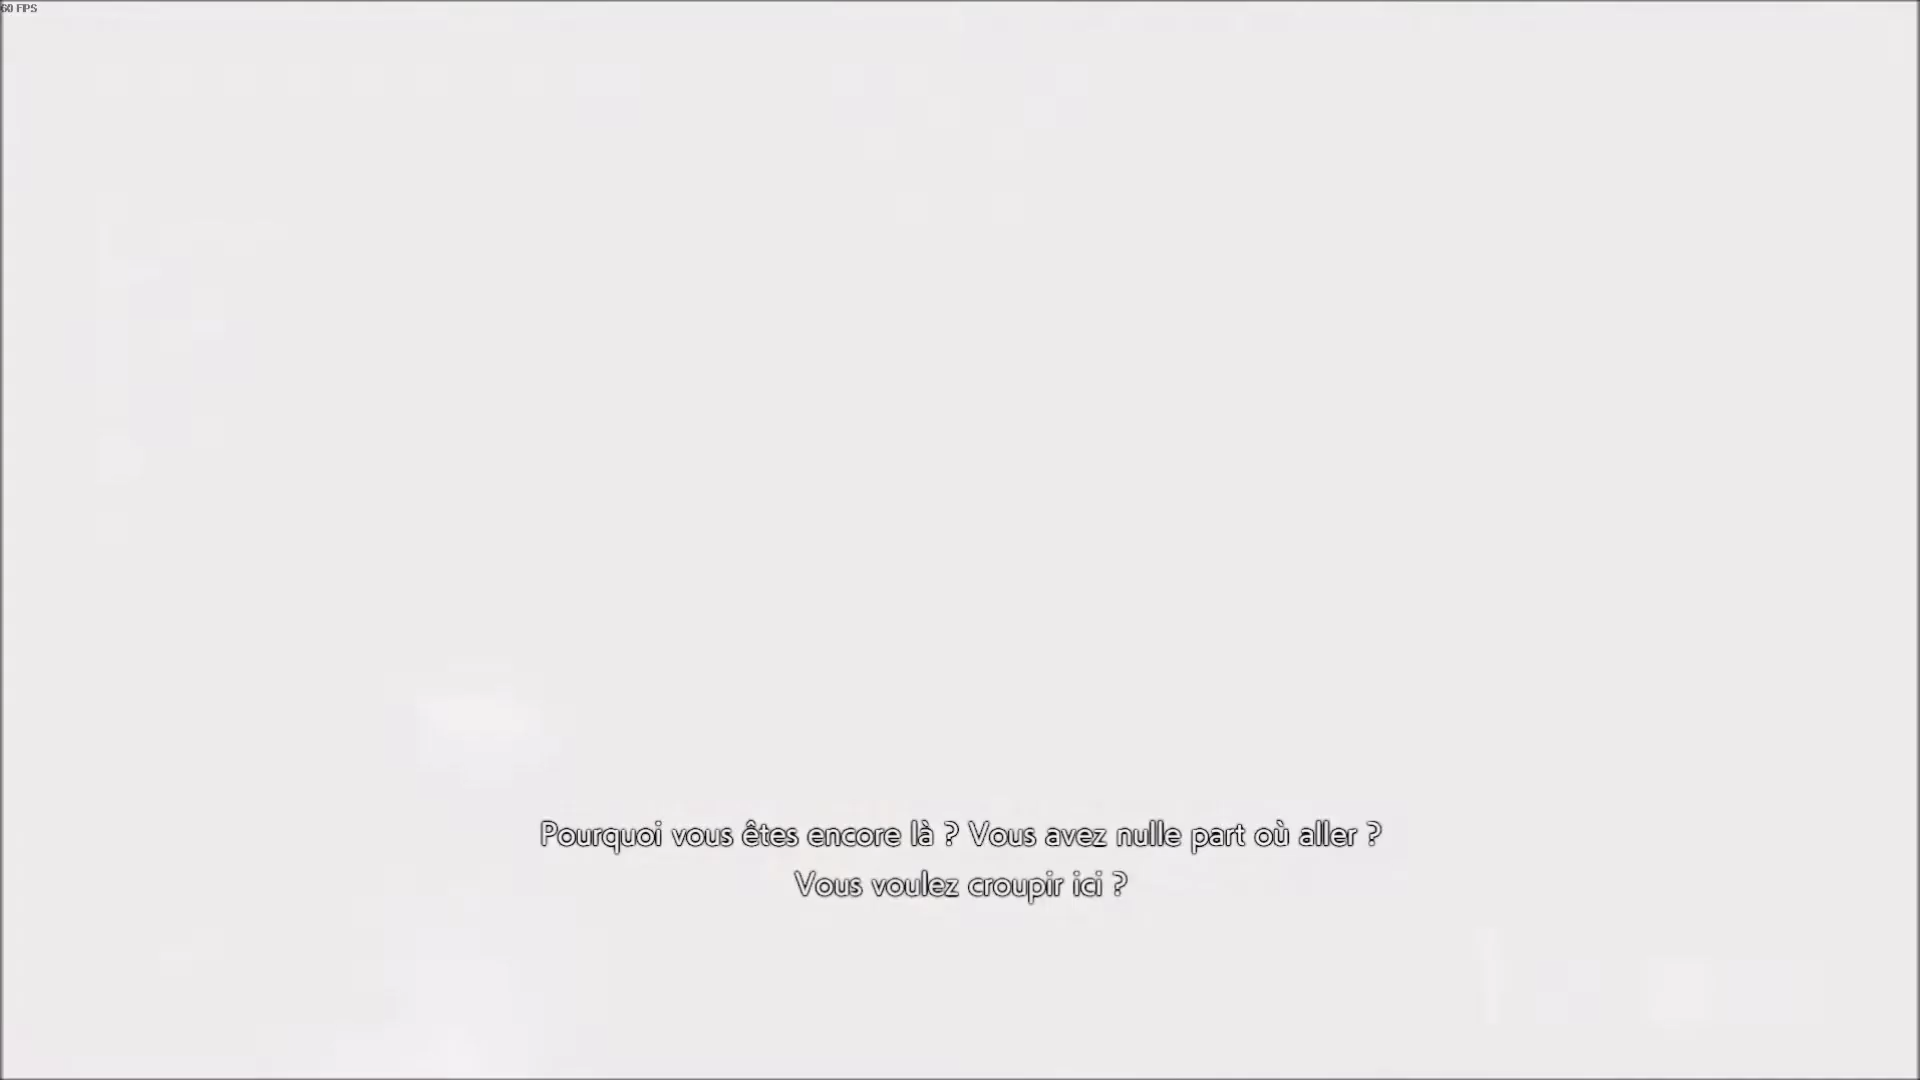 60 FPS
Pourquoi vous êtes encore là ? Vous avez nulle part où aller ?
Vous voulez croupir ici ?